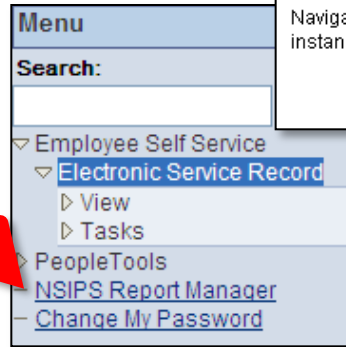 Menu
Search:
Employee Self Service
Electronic Service Record
View
Tasks
PeopleTools
NSIPS Report Manager
Change My Password